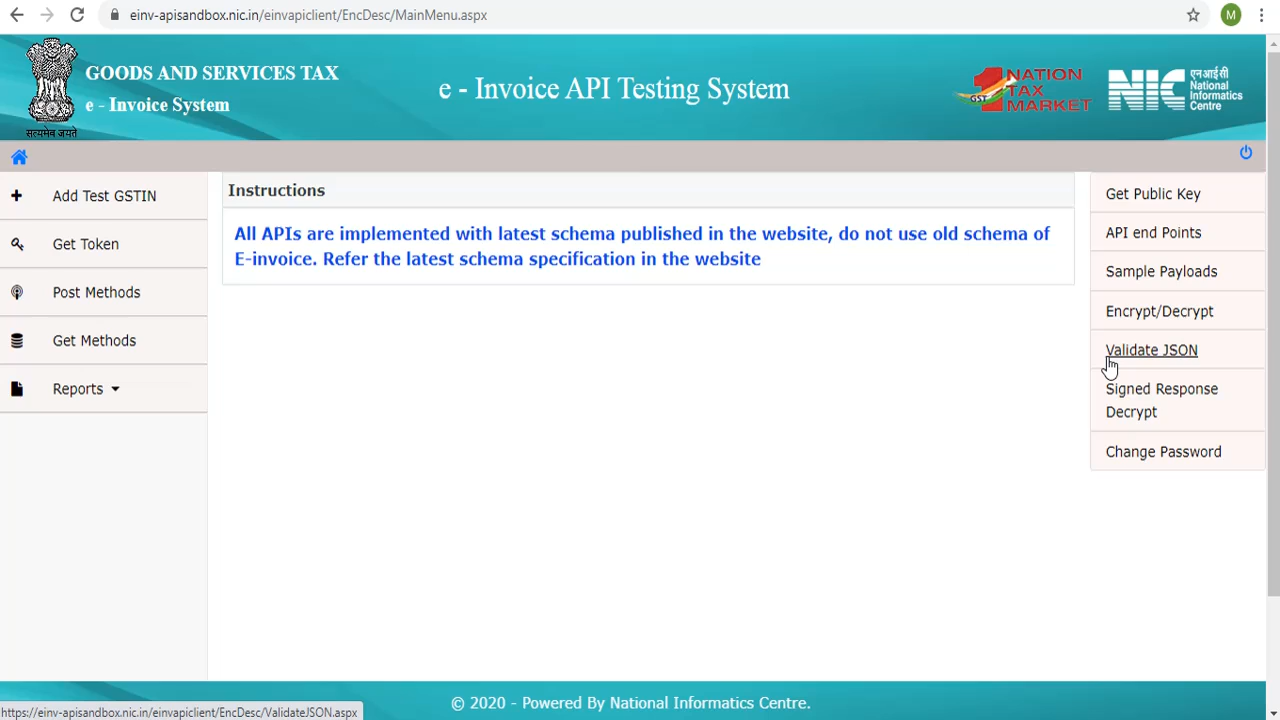 einv-apisandbox.nic.in/einvapiclient/EncDesc/MainMenu.aspx
M
GOODS AND SERVICES TAX
e - Invoice System
सत्यमेव जयते
e - Invoice API Testing System
GST
1 NATION
TAX
MARKET
NIC
एन आई सी
National
Informatics
Centre
Add Test GSTIN
Get Token
Post Methods
Get Methods
Reports
Instructions
All APIs are implemented with latest schema published in the website, do not use old schema of
E-invoice. Refer the latest schema specification in the website
Get Public Key
API end Points
Sample Payloads
Encrypt/Decrypt
Validate JSON
Signed Response
Decrypt
Change Password
© 2020 - Powered By National Informatics Centre.
https://einv-apisandbox.nic.in/einvapiclient/EncDesc/ValidateJSON.aspx